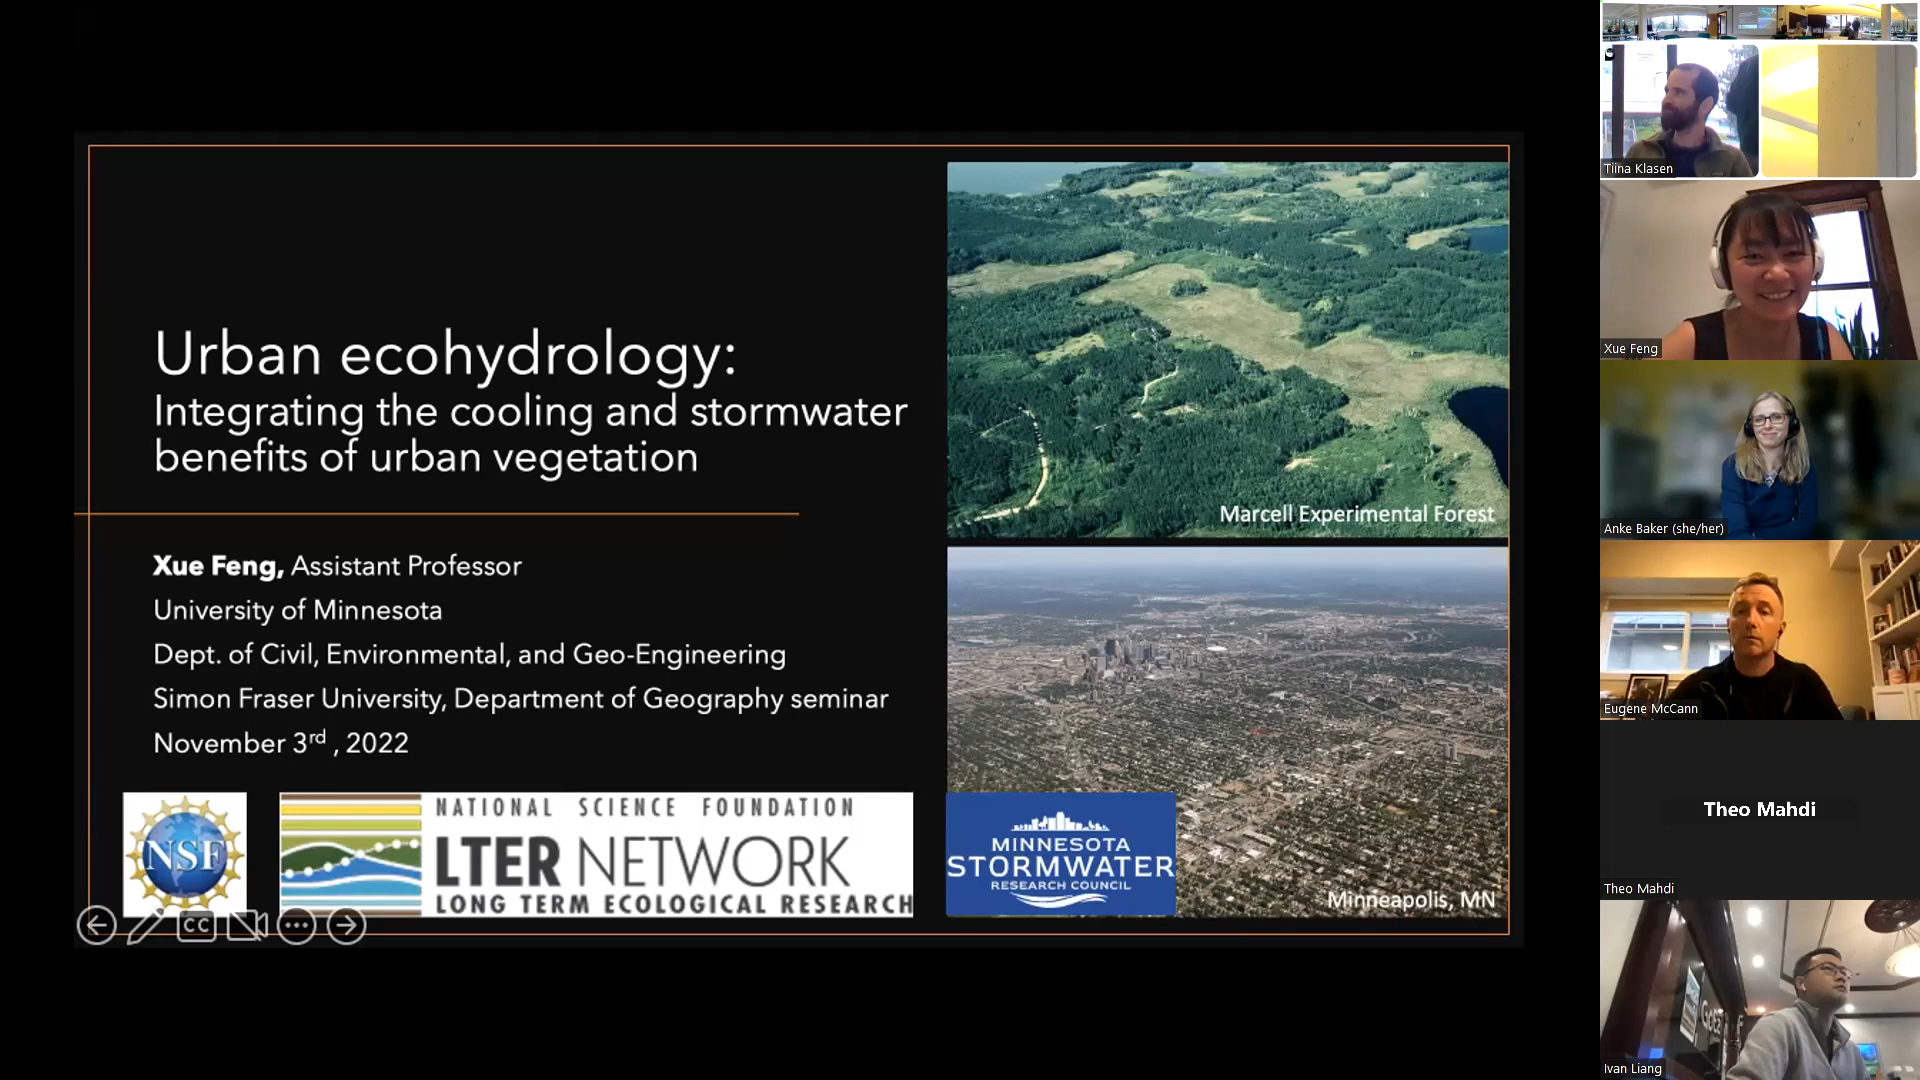 Urban ecohydrology:
Integrating the cooling and stormwater
benefits of urban vegetation
Xue Feng, Assistant Professor
University of Minnesota
Dept. of Civil, Environmental, and Geo-Engineering
Simon Fraser University, Department of Geography seminar
November 3rd , 2022
NSF
NATIONAL SCIENCE FOUNDATION
LTER NETWORK
LONG TERM ECOLOGICAL RESEARCH
CC
Marcell Experimental Forest
MINNESOTA
STORMWATER
RESEARCH COUNCIL
Minneapolis, MN
Tiina Klasen
Xue Feng
Anke Baker (she/her)
Eugene McCann
Theo Mahdi
Theo Mahdi
Ivan Liang